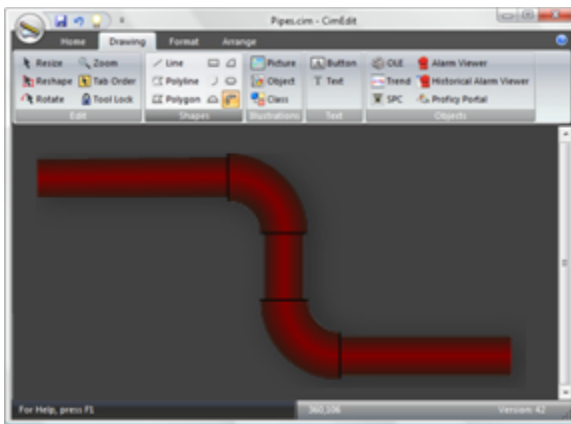 Pipes.cim - CimEdit
Home Drawing Format Arrange
Resize Zoom Line Picture Button OLE Alarm Viewer
Reshape Tab Order Polyline Object Text Trend Historical Alarm Viewer
Rotate Tool Lock Polygon Class SPC Proficy Portal
Edit Shapes Illustrations Text Objects
For Help, press F1 360,106 Version: 42